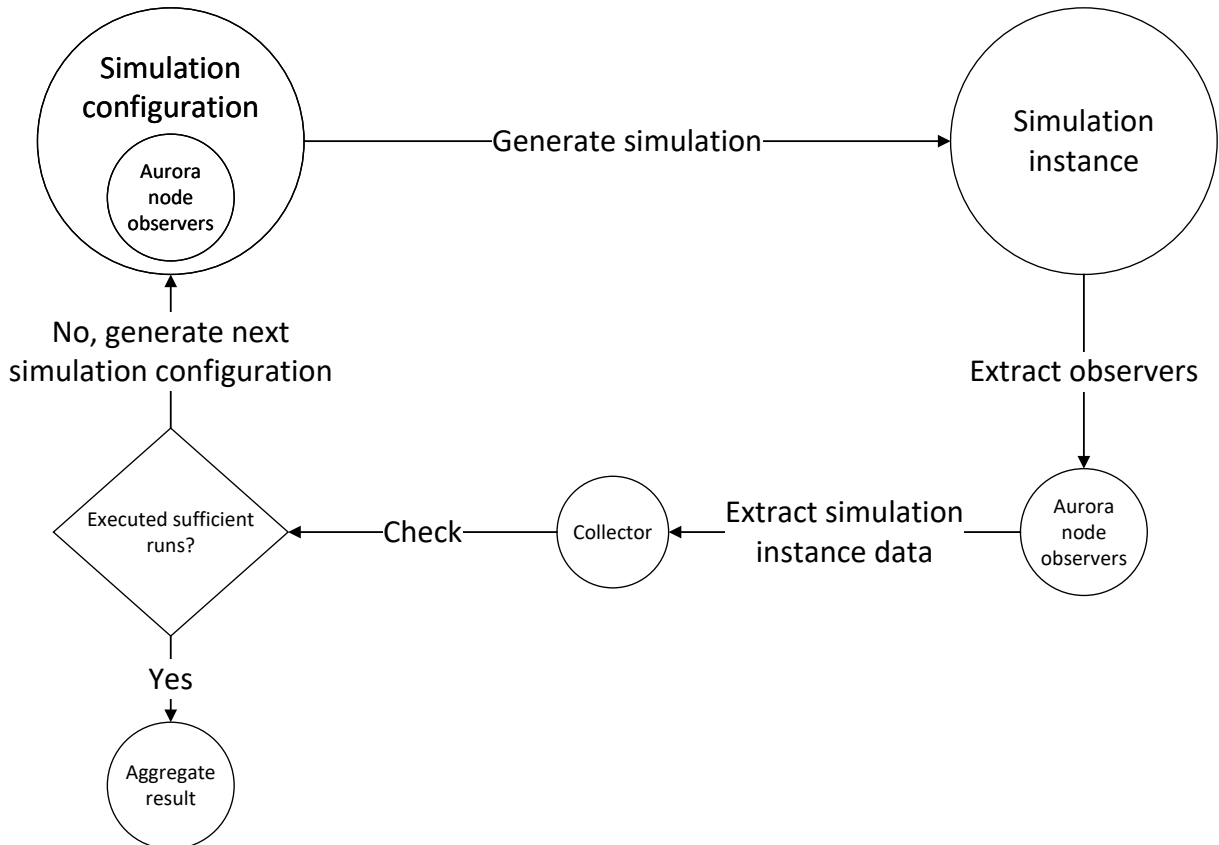 Simulation
configuration
Aurora
node
observers
Generate simulation
Simulation
instance
No, generate next
simulation configuration
Extract observers
Executed sufficient
runs?
Check
Collector
Extract simulation
instance data
Aurora
node
observers
Yes
Aggregate
result